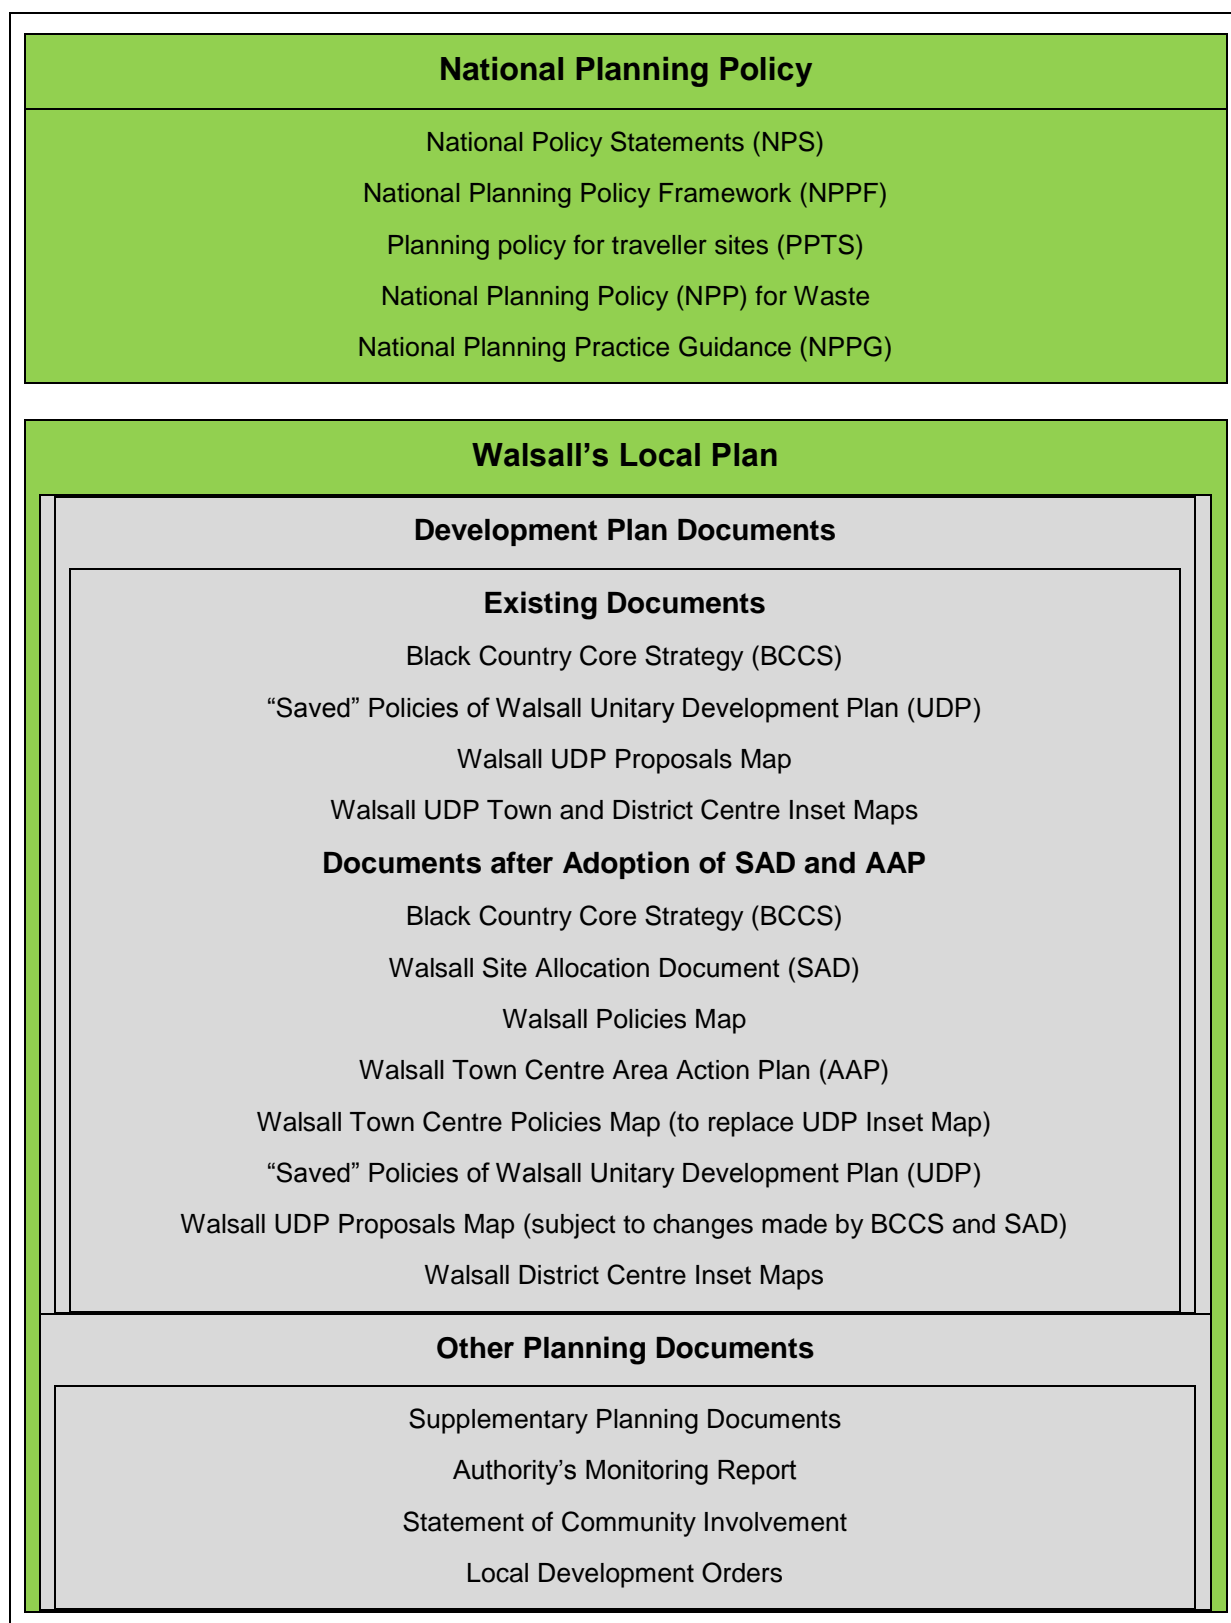 National Planning Policy
National Policy Statements (NPS)
National Planning Policy Framework (NPPF)
Planning policy for traveller sites (PPTS)
National Planning Policy (NPP) for Waste
National Planning Practice Guidance (NPPG)
Walsall’s Local Plan
Development Plan Documents
Existing Documents
Black Country Core Strategy (BCCS)
“Saved” Policies of Walsall Unitary Development Plan (UDP)
Walsall UDP Proposals Map
Walsall UDP Town and District Centre Inset Maps
Documents after Adoption of SAD and AAP
Black Country Core Strategy (BCCS)
Walsall Site Allocation Document (SAD)
Walsall Policies Map
Walsall Town Centre Area Action Plan (AAP)
Walsall Town Centre Policies Map (to replace UDP Inset Map)
“Saved” Policies of Walsall Unitary Development Plan (UDP)
Walsall UDP Proposals Map (subject to changes made by BCCS and SAD)
Walsall District Centre Inset Maps
Other Planning Documents
Supplementary Planning Documents
Authority’s Monitoring Report
Statement of Community Involvement
Local Development Orders